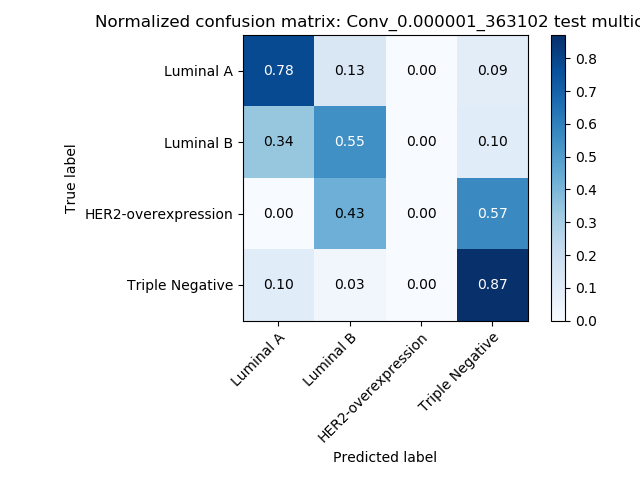 Normalized confusion matrix: Conv_0.000001_363102 test
Luminal A 0.78 0.13 0.00 0.09
Luminal B 0.34 0.55 0.00 0.10
HER2-overexpression 0.00 0.43 0.00 0.57
Triple Negative 0.10 0.03 0.00 0.87
True label
Luminal A
Luminal B
HER2-overexpression
Triple Negative
Predicted label
0.8
0.7
0.6
0.5
0.4
0.3
0.2
0.1
0.0